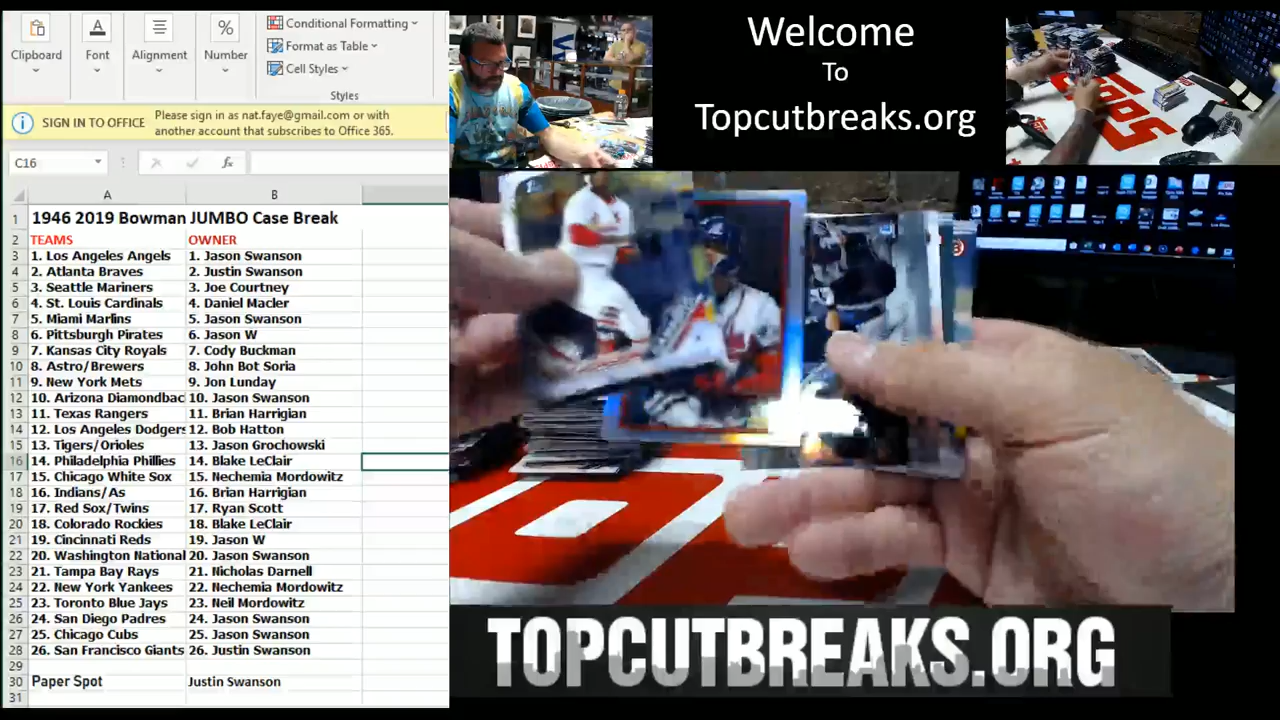 Clipboard
Font
Alignment
%
Number
Conditional Formatting
Format as Table
Cell Styles
Styles
SIGN IN TO OFFICE Please sign in as nat.faye@gmail.com or with another account that subscribes to Office 365.
C16
fx
A B
1 1946 2019 Bowman JUMBO Case Break
2 TEAMS OWNER
3 1. Los Angeles Angels 1. Jason Swanson
4 2. Atlanta Braves 2. Justin Swanson
5 3. Seattle Mariners 3. Joe Courtney
6 4. St. Louis Cardinals 4. Daniel Macler
7 5. Miami Marlins 5. Jason Swanson
8 6. Pittsburgh Pirates 6. Jason W
9 7. Kansas City Royals 7. Cody Buckman
10 8. Astro/Brewers 8. John Bot Soria
11 9. New York Mets 9. Jon Lunday
12 10. Arizona Diamondbac 10. Jason Swanson
13 11. Texas Rangers 11. Brian Harrigian
14 12. Los Angeles Dodgers 12. Bob Hatton
15 13. Tigers/Orioles 13. Jason Grochowski
16 14. Philadelphia Phillies 14. Blake LeClair
17 15. Chicago White Sox 15. Nechemia Mordowitz
18 16. Indians/As 16. Brian Harrigian
19 17. Red Sox/Twins 17. Ryan Scott
20 18. Colorado Rockies 18. Blake LeClair
21 19. Cincinnati Reds 19. Jason W
22 20. Washington National 20. Jason Swanson
23 21. Tampa Bay Rays 21. Nicholas Darnell
24 22. New York Yankees 22. Nechemia Mordowitz
25 23. Toronto Blue Jays 23. Neil Mordowitz
26 24. San Diego Padres 24. Jason Swanson
27 25. Chicago Cubs 25. Jason Swanson
28 26. San Francisco Giants 26. Justin Swanson
29
30 Paper Spot Justin Swanson
31
Welcome
To
Topcutbreaks.org
TOPPS
TOPCUTBREAKS.ORG